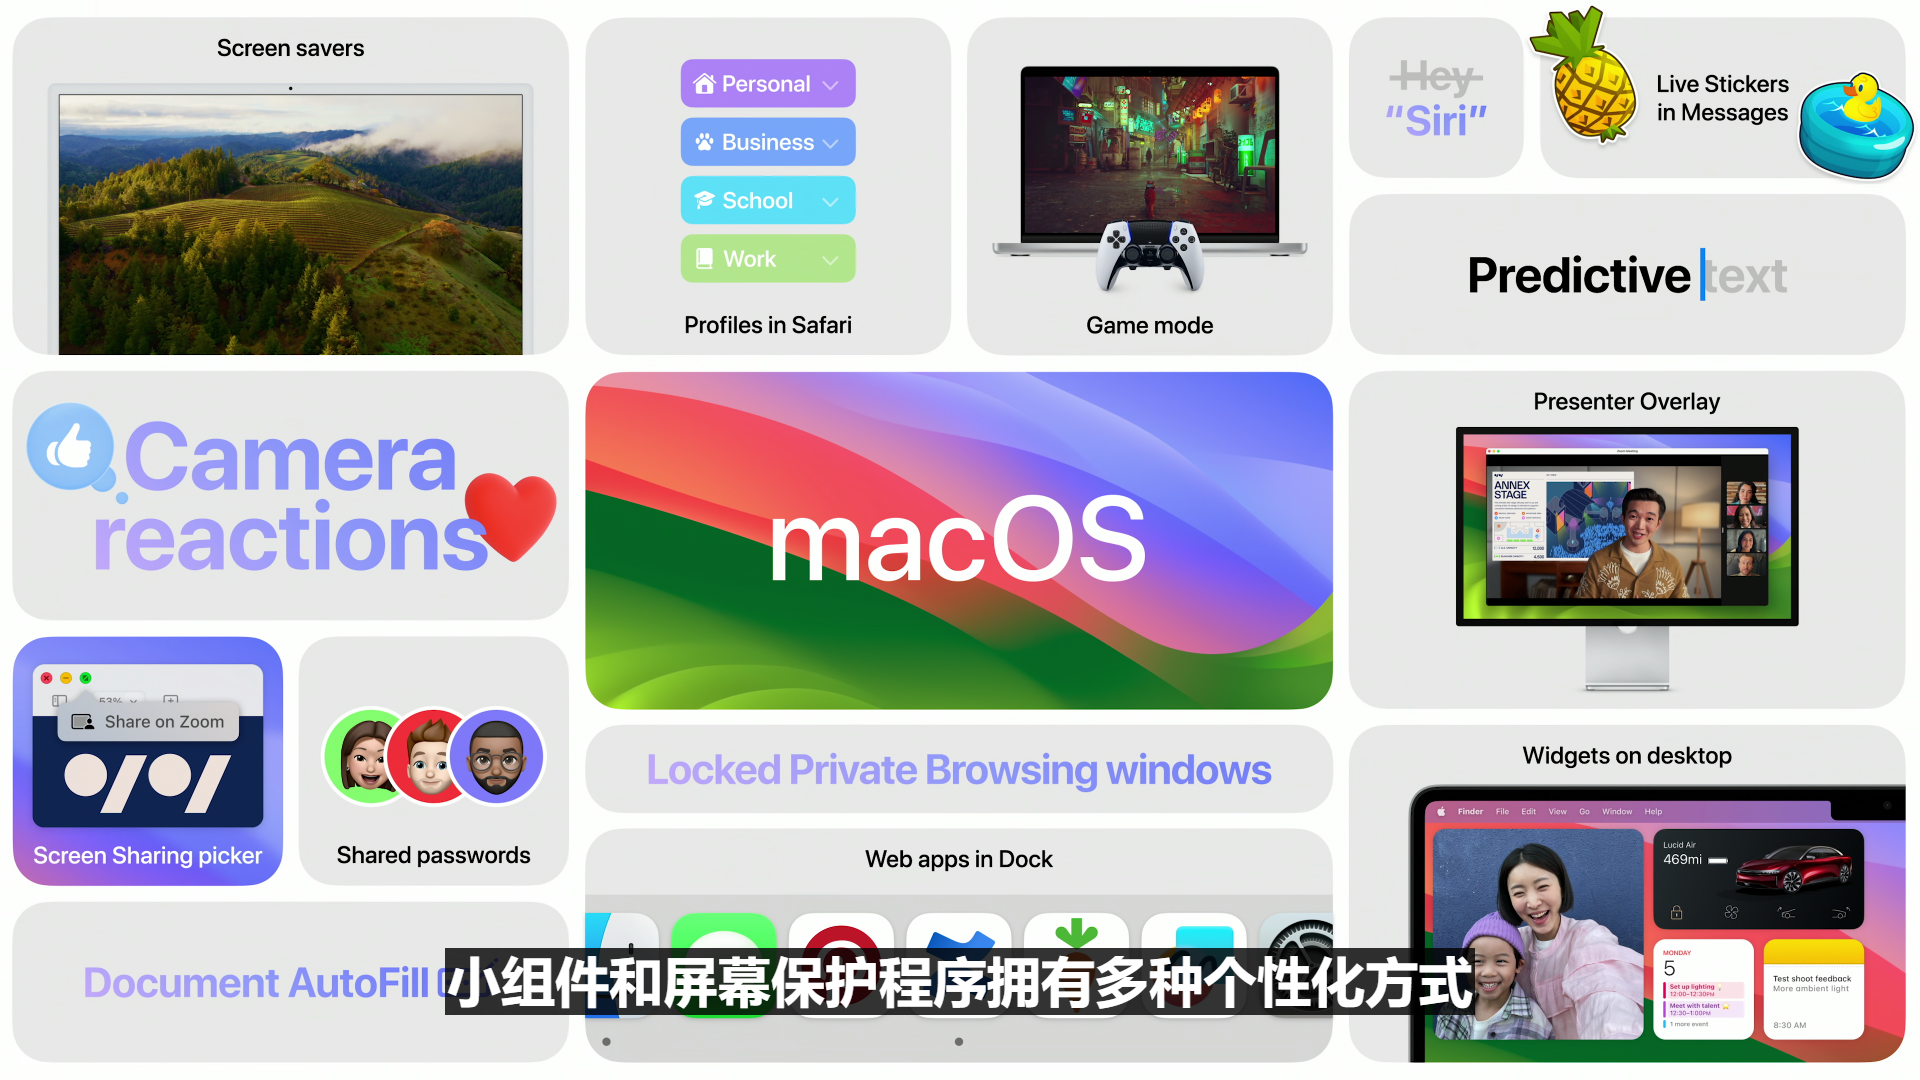 Screen savers
Personal
Business
School
Work
Profiles in Safari
Game mode
Hey
“Siri”
Live Stickers
in Messages
Predictive text
Camera
reactions
macOS
Presenter Overlay
ANNEX
STAGE
53%
Share on Zoom
Screen Sharing picker
Shared passwords
Locked Private Browsing windows
Web apps in Dock
Widgets on desktop
Finder File Edit View Go Window Help
Lucid Air
469mi
MONDAY
5
Set up lighting
12:00–12:30PM
Meet with talent
12:30–1:00PM
1 more event
Test shoot feedback
More ambient light
8:30 AM
Document AutoFill
小组件和屏幕保护程序拥有多种个性化方式